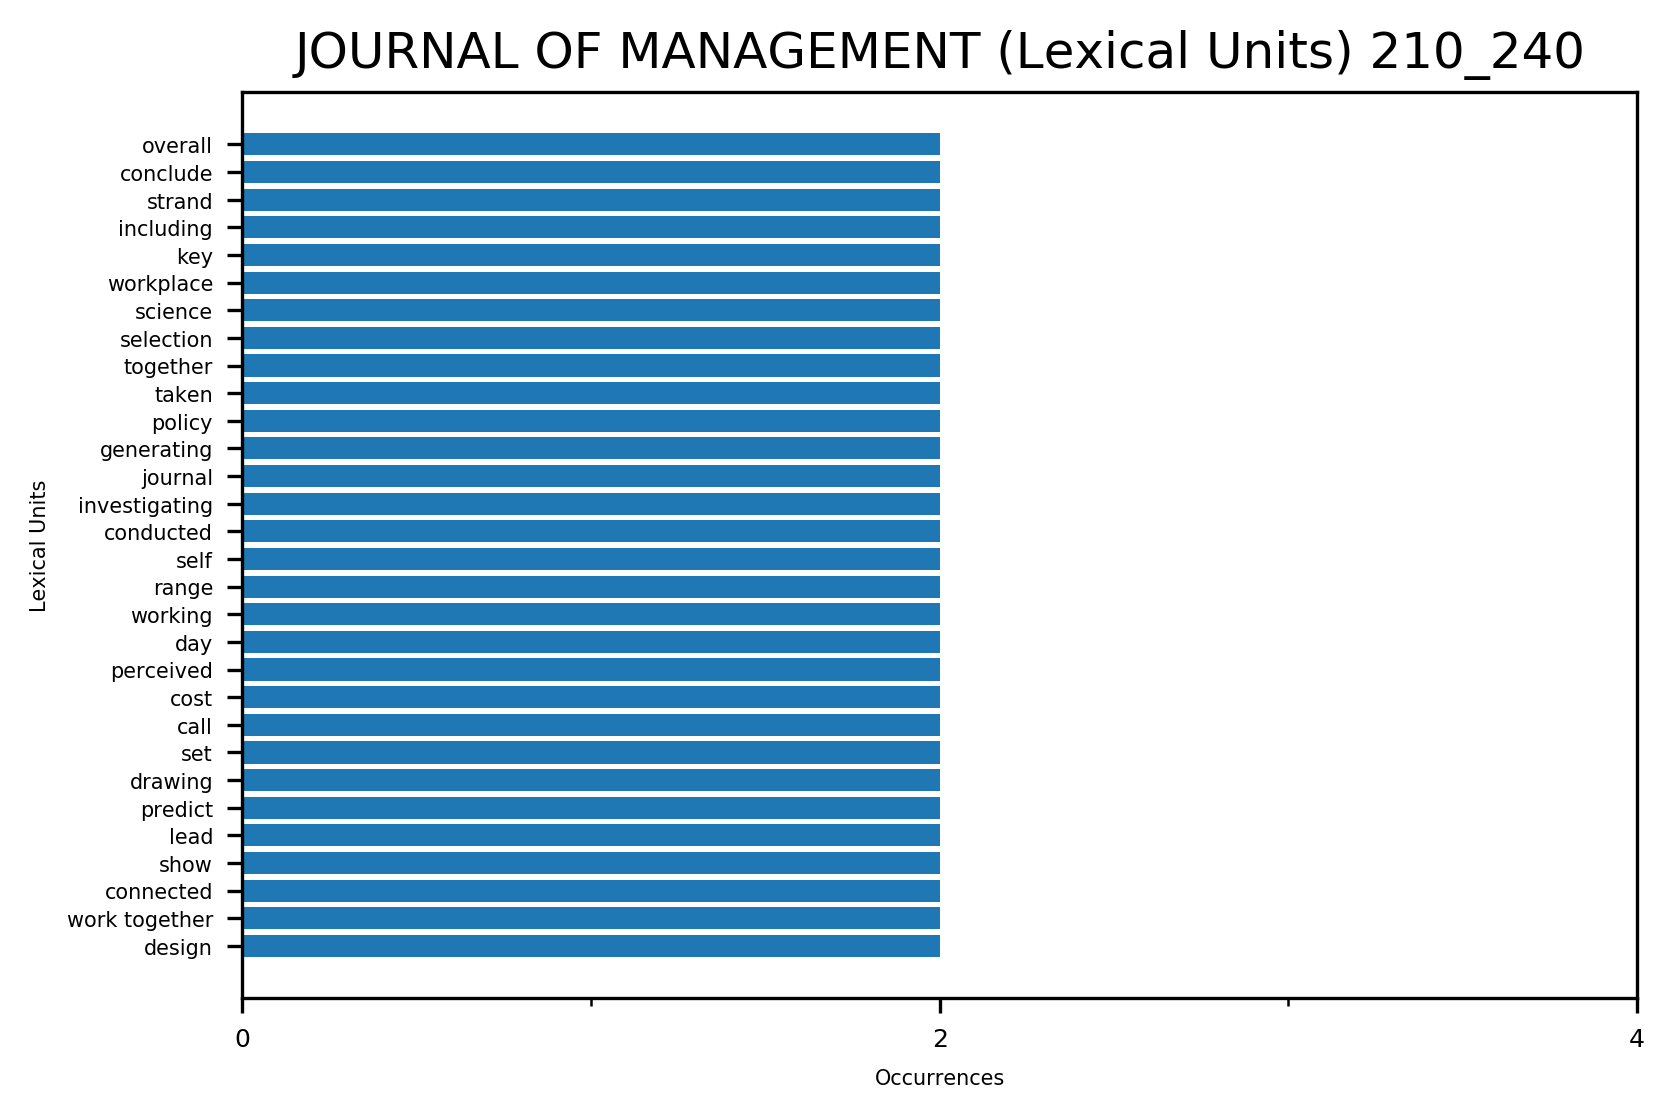 JOURNAL OF MANAGEMENT (Lexical Units) 210_240
overall
conclude
strand
including
key
workplace
science
selection
together
taken
policy
generating
journal
investigating
conducted
self
range
working
day
perceived
cost
call
set
drawing
predict
lead
show
connected
work together
design
Lexical Units
0 2 4
Occurrences